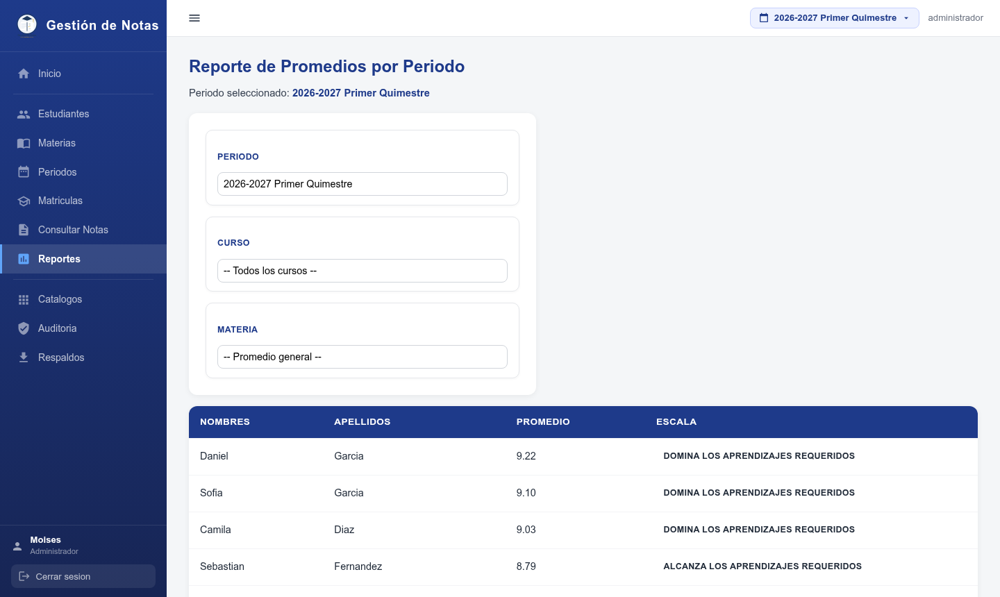 Gestión de Notas
Inicio
Estudiantes
Materias
Periodos
Matriculas
Consultar Notas
Reportes
Catalogos
Auditoria
Respaldos
Moises
Administrador
Cerrar sesion
2026-2027 Primer Quimestre
administrador
Reporte de Promedios por Periodo
Periodo seleccionado: 2026-2027 Primer Quimestre
PERIODO
2026-2027 Primer Quimestre
CURSO
-- Todos los cursos --
MATERIA
-- Promedio general --
NOMBRES APELLIDOS PROMEDIO ESCALA
Daniel Garcia 9.22 DOMINA LOS APRENDIZAJES REQUERIDOS
Sofia Garcia 9.10 DOMINA LOS APRENDIZAJES REQUERIDOS
Camila Diaz 9.03 DOMINA LOS APRENDIZAJES REQUERIDOS
Sebastian Fernandez 8.79 ALCANZA LOS APRENDIZAJES REQUERIDOS